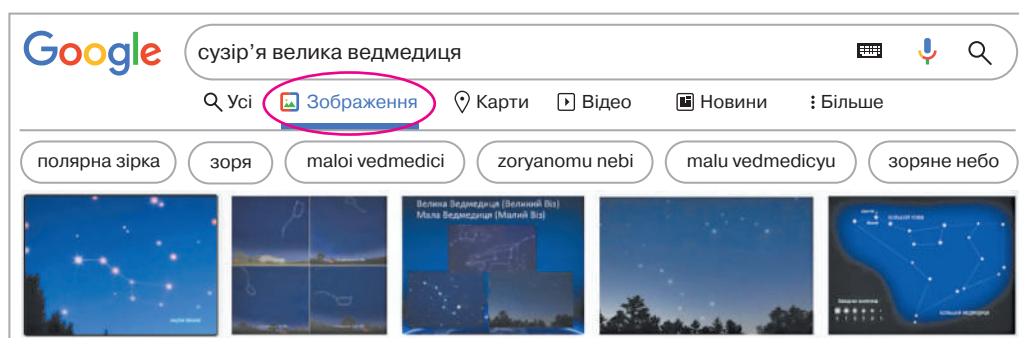 Google
сузір’я велика ведмедиця
Усі Зображення Карти Відео Новини Більше
полярна зірка зоря maloi vedmedici zoryanomu nebi malu vedmedicyu зоряне небо
Велика Ведмедиця (Великий Віз)
Мала Ведмедиця (Малий Віз)